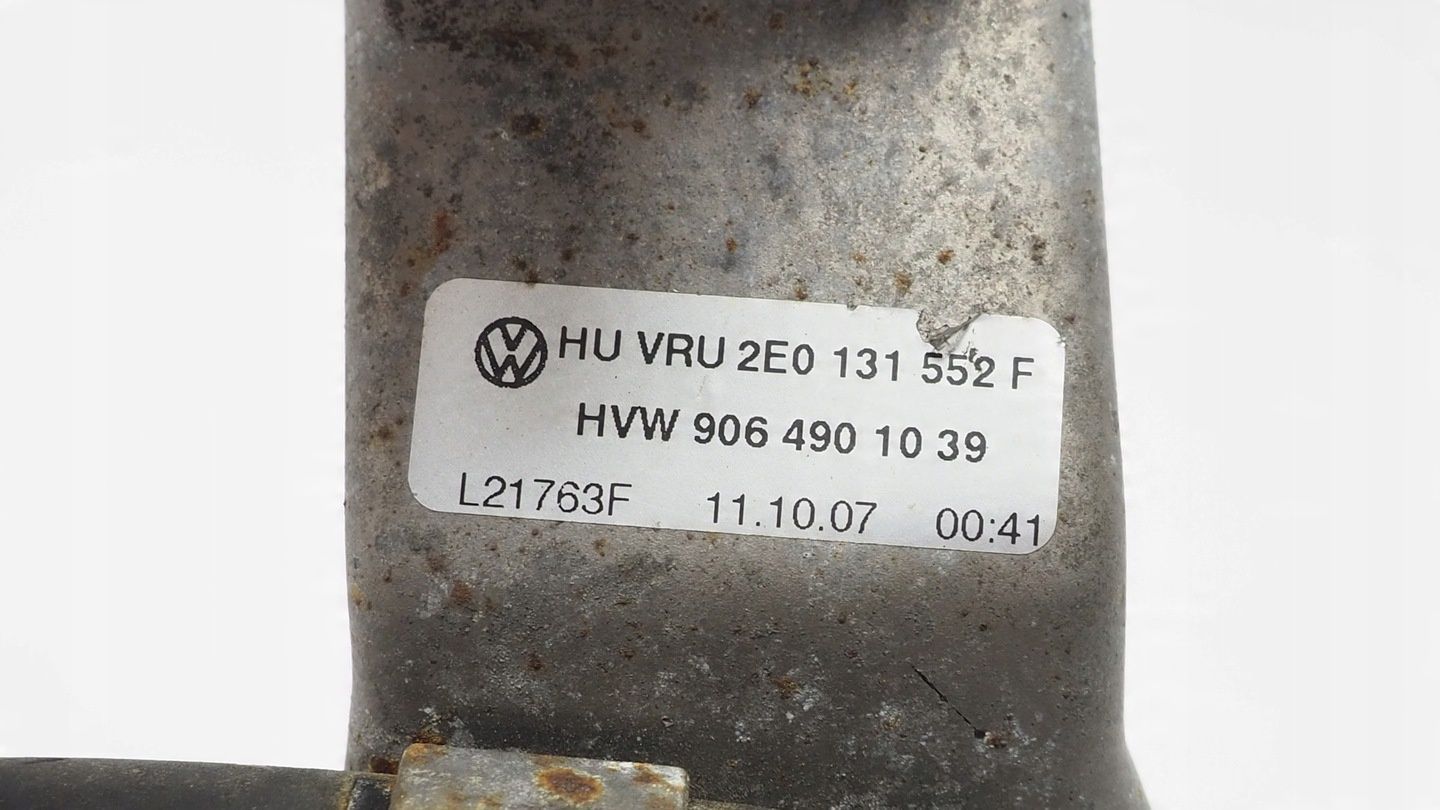 HU VRU 2E0 131 552 F
HVW 906 490 10 39
L21763F 11.10.07 00:41